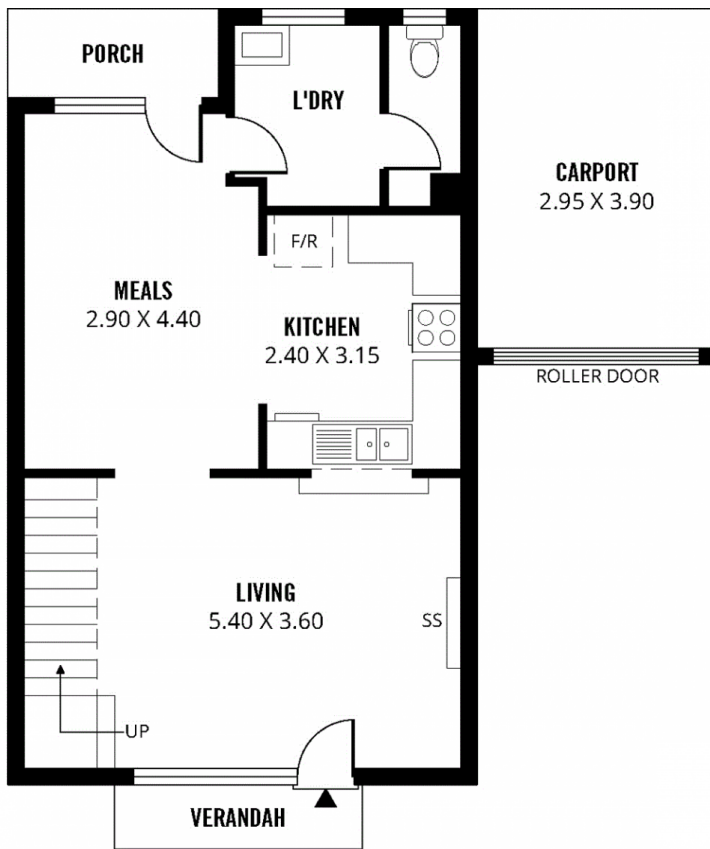 PORCH
L'DRY
CARPORT
2.95 X 3.90
F/R
MEALS
2.90 X 4.40
KITCHEN
2.40 X 3.15
ROLLER DOOR
LIVING
5.40 X 3.60
SS
UP
VERANDAH